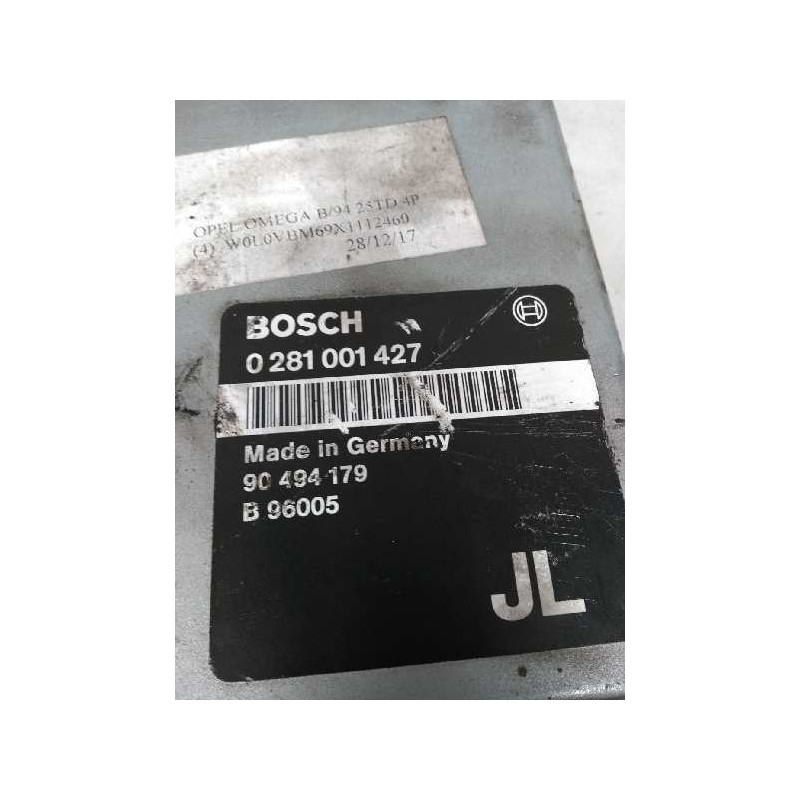 OPEL OMEGA B/94 25TD 4P
(4) W0L0VBM69X1112460
28/12/17
BOSCH
0 281 001 427
Made in Germany
90 494 179
B 96005
JL